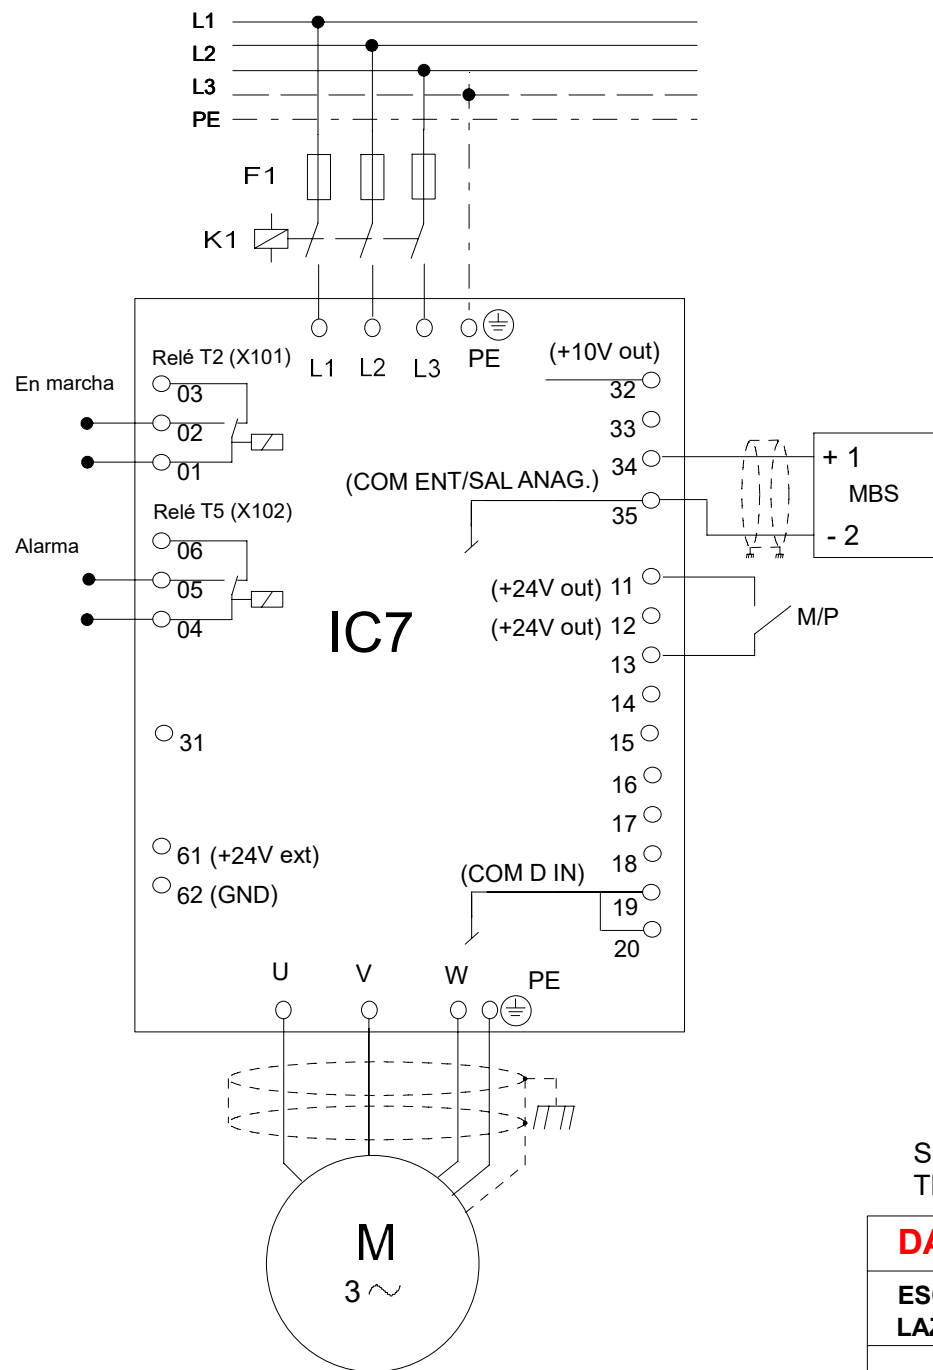 L1
L2
L3
PE
F1
K1
L1 L2 L3 PE
Relé T2 (X101)
En marcha
03
02
01
Relé T5 (X102)
Alarma
06
05
04
IC7
31
61 (+24V ext)
62 (GND)
(+10V out)
32
33
34
(COM ENT/SAL ANAG.)
35
+ 1
MBS
- 2
(+24V out) 11
(+24V out) 12
M/P
13
14
15
16
17
18
(COM D IN)
19
20
U V W PE
M
3